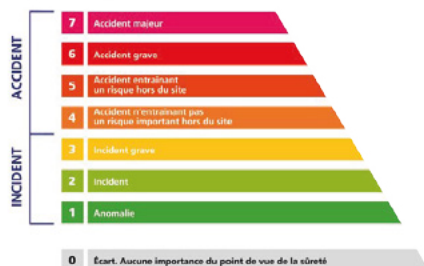 ACCIDENT
7 Accident majeur
6 Accident grave
5 Accident entraînant
un risque hors du site
4 Accident n'entraînant pas
un risque important hors du site
INCIDENT
3 Incident grave
2 Incident
1 Anomalie
0 Écart. Aucune importance du point de vue de la sûreté